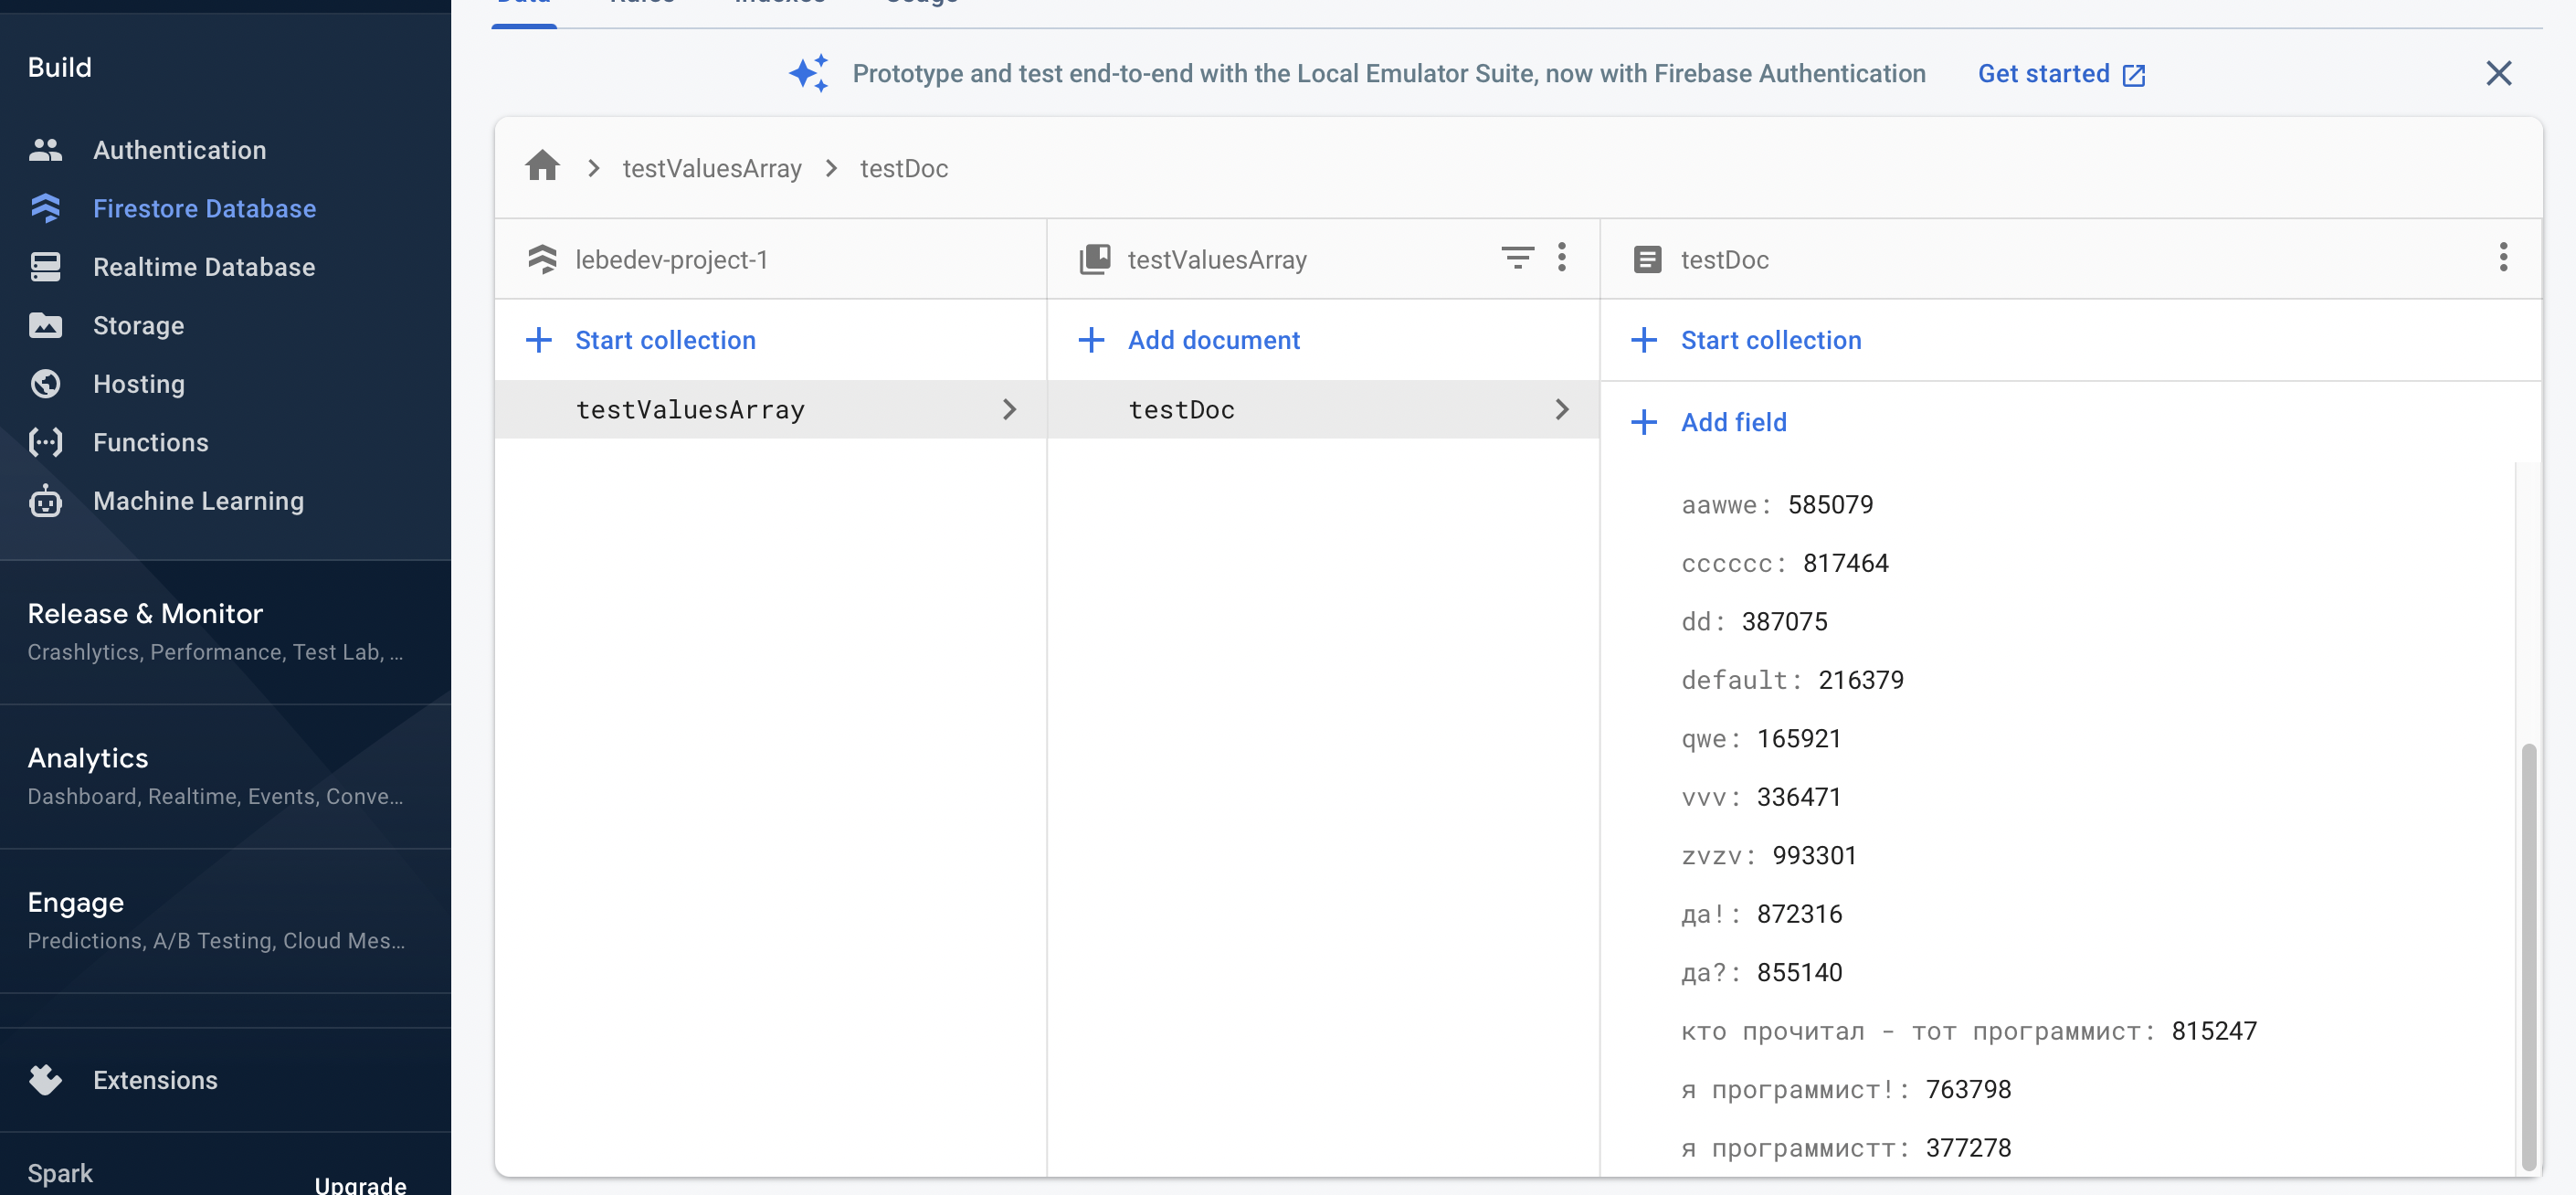 Data Rules Indexes Usage
Build
Prototype and test end-to-end with the Local Emulator Suite, now with Firebase Authentication Get started
Authentication
Firestore Database
Realtime Database
Storage
Hosting
Functions
Machine Learning
Release & Monitor
Crashlytics, Performance, Test Lab, ...
Analytics
Dashboard, Realtime, Events, Conve...
Engage
Predictions, A/B Testing, Cloud Mes...
Extensions
Spark
Upgrade
testValuesArray > testDoc
lebedev-project-1
+ Start collection
testValuesArray
testValuesArray
+ Add document
testDoc
testDoc
+ Start collection
+ Add field
aawwe: 585079
cccccc: 817464
dd: 387075
default: 216379
qwe: 165921
vvv: 336471
zvzv: 993301
да!: 872316
да?: 855140
кто прочитал - тот программист: 815247
я программист!: 763798
я программистт: 377278